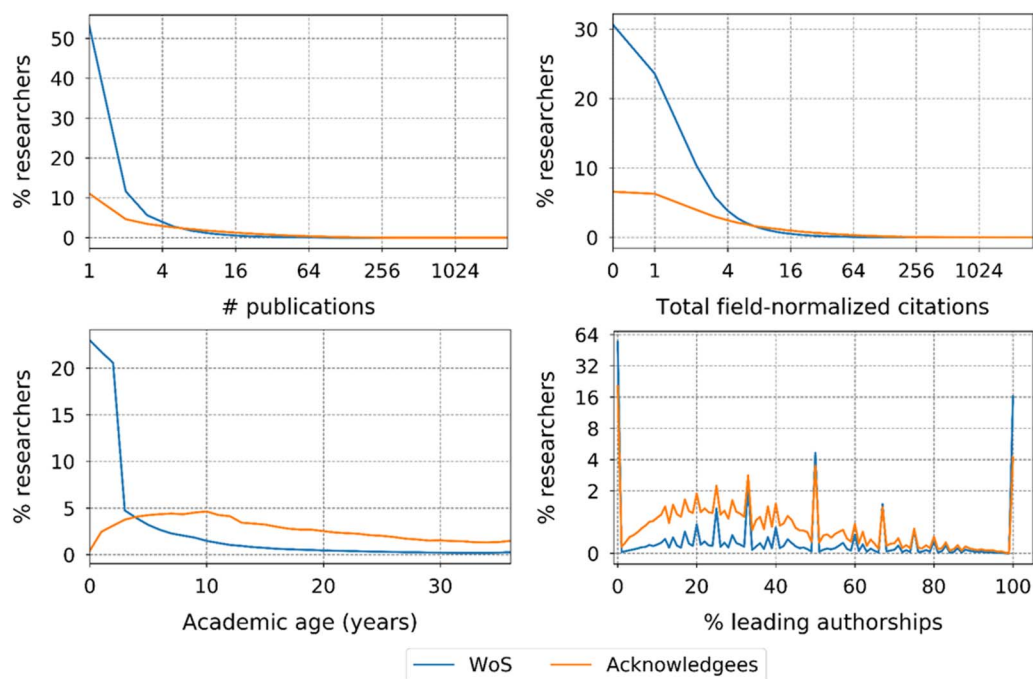 % researchers
50
40
30
20
10
0
1 4 16 64 256 1024
# publications
% researchers
30
20
10
0
0 1 4 16 64 256 1024
Total field-normalized citations
% researchers
20
15
10
5
0
0 10 20 30
Academic age (years)
% researchers
64
32
16
8
4
2
0
0 20 40 60 80 100
% leading authorships
WoS Acknowledgees